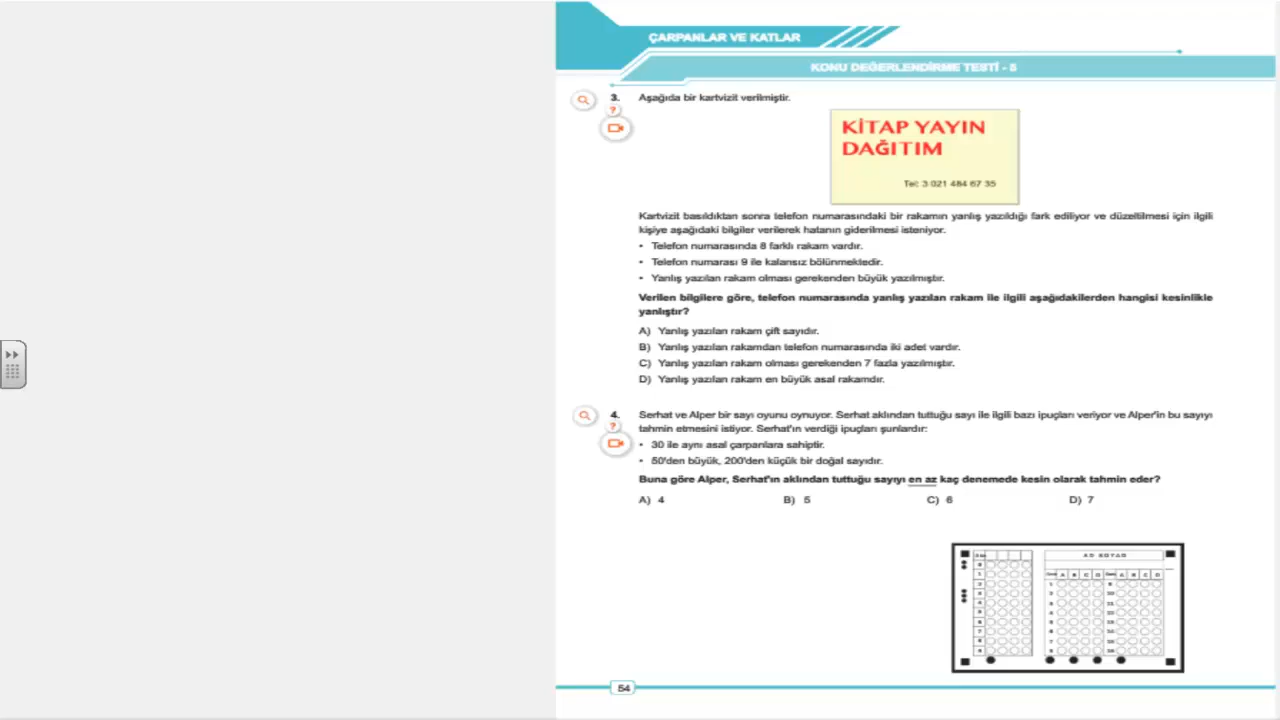 ÇARPANLAR VE KATLAR
KONU DEĞERLENDİRME TESTİ - 5
3. Aşağıda bir kartvizit verilmiştir.
?
KİTAP YAYIN
DAĞITIM
Tel: 3 021 484 67 35
Kartvizit basıldıktan sonra telefon numarasındaki bir rakamın yanlış yazıldığı fark ediliyor ve düzeltilmesi için ilgili
kişiye aşağıdaki bilgiler verilerek hatanın giderilmesi isteniyor.
• Telefon numarasında 8 farklı rakam vardır.
• Telefon numarası 9 ile kalansız bölünmektedir.
• Yanlış yazılan rakam olması gerekenden büyük yazılmıştır.
Verilen bilgilere göre, telefon numarasında yanlış yazılan rakam ile ilgili aşağıdakilerden hangisi kesinlikle
yanlıştır?
A) Yanlış yazılan rakam çift sayıdır.
B) Yanlış yazılan rakamdan telefon numarasında iki adet vardır.
C) Yanlış yazılan rakam olması gerekenden 7 fazla yazılmıştır.
D) Yanlış yazılan rakam en büyük asal rakamdır.
4. Serhat ve Alper bir sayı oyunu oynuyor. Serhat aklından tuttuğu sayı ile ilgili bazı ipuçları veriyor ve Alper'in bu sayıyı
?
tahmin etmesini istiyor. Serhat'ın verdiği ipuçları şunlardır:
• 30 ile aynı asal çarpanlara sahiptir.
• 50'den büyük, 200'den küçük bir doğal sayıdır.
Buna göre Alper, Serhat'ın aklından tuttuğu sayıyı en az kaç denemede kesin olarak tahmin eder?
A) 4 B) 5 C) 6 D) 7
AD SOYAD
A B C D A B C D
54